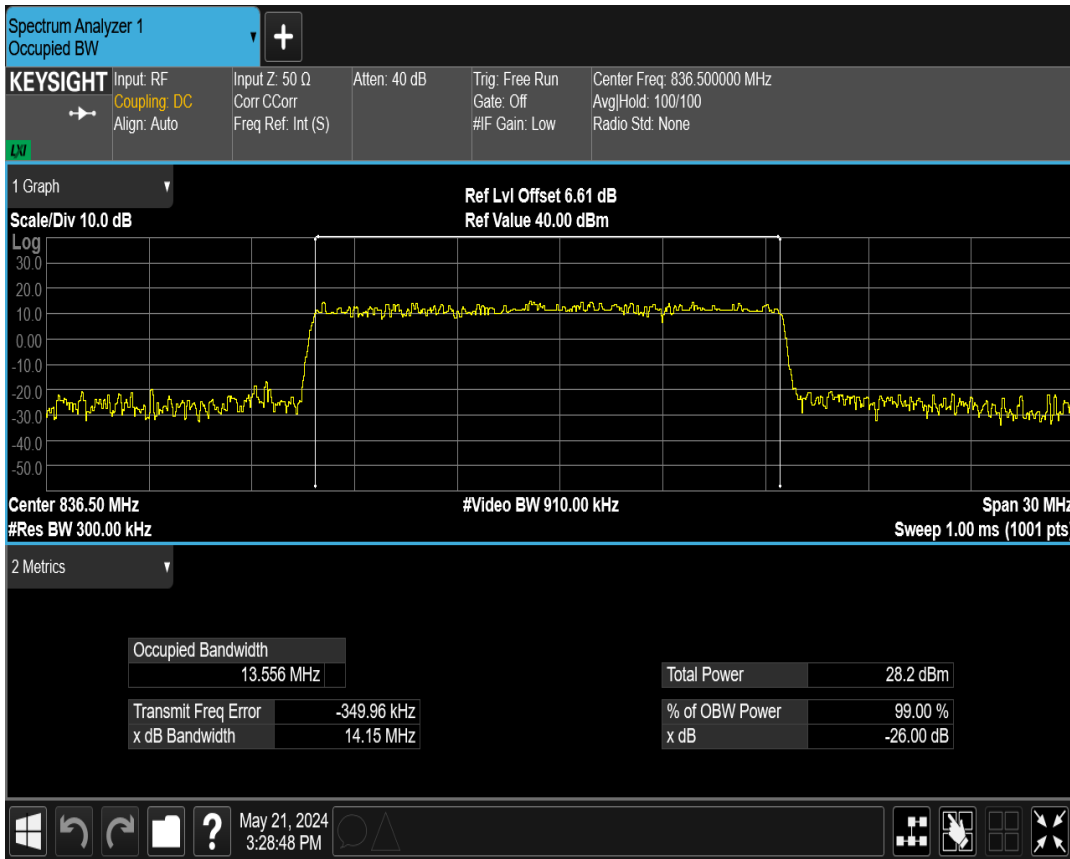 Spectrum Analyzer 1
Occupied BW
+
KEYSIGHT
LXI
Input: RF
Coupling: DC
Align: Auto
Input Z: 50 Ω
Corr CCorr
Freq Ref: Int (S)
Atten: 40 dB
Trig: Free Run
Gate: Off
#IF Gain: Low
Center Freq: 836.500000 MHz
Avg|Hold: 100/100
Radio Std: None
1 Graph
Scale/Div 10.0 dB
Ref Lvl Offset 6.61 dB
Ref Value 40.00 dBm
Log
30.0
20.0
10.0
0.00
-10.0
-20.0
-30.0
-40.0
-50.0
Center 836.50 MHz
#Video BW 910.00 kHz
Span 30 MHz
#Res BW 300.00 kHz
Sweep 1.00 ms (1001 pts)
2 Metrics
Occupied Bandwidth
13.556 MHz
Total Power 28.2 dBm
Transmit Freq Error -349.96 kHz
% of OBW Power 99.00 %
x dB Bandwidth 14.15 MHz
x dB -26.00 dB
?
May 21, 2024
3:28:48 PM